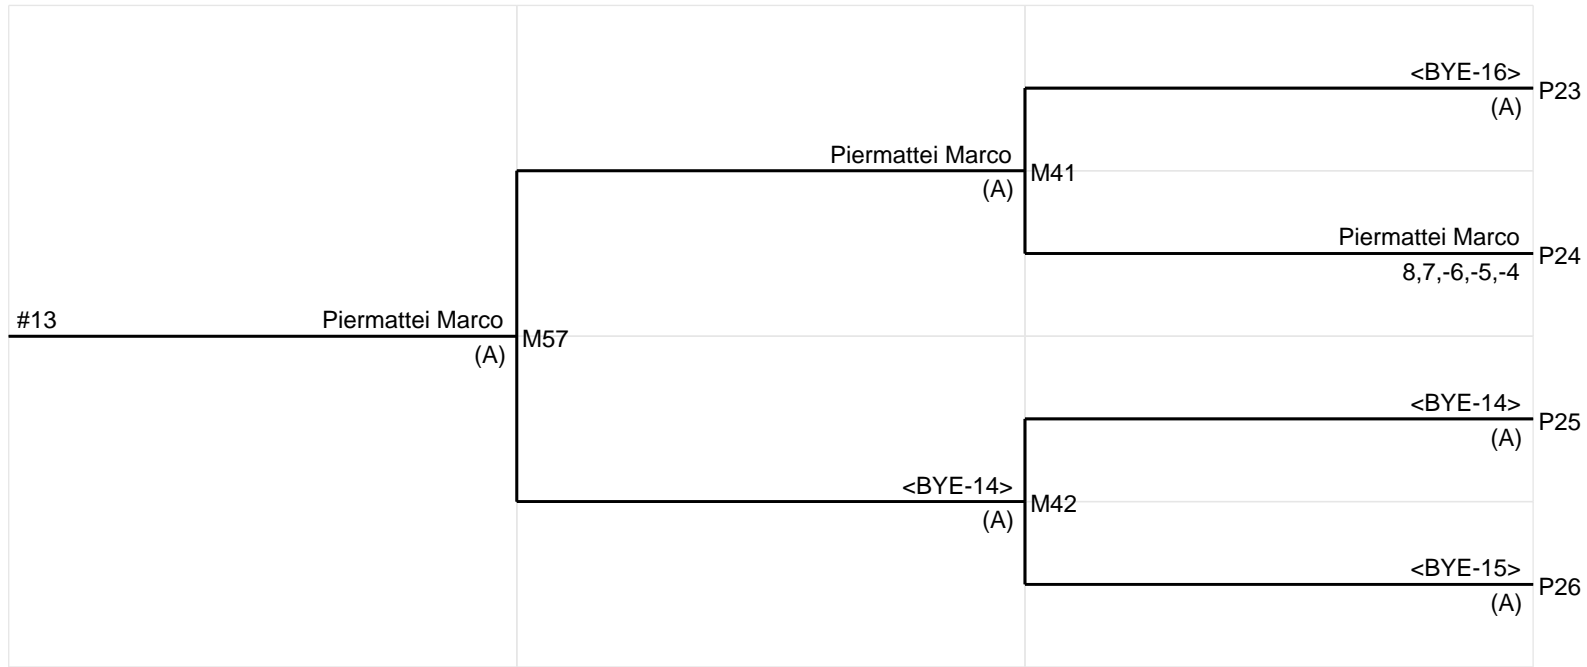 <BYE-16>
P23
(A)
Piermattei Marco
M41
(A)
Piermattei Marco
P24
8,7,-6,-5,-4
#13 Piermattei Marco
M57
(A)
<BYE-14>
P25
(A)
<BYE-14>
M42
(A)
<BYE-15>
P26
(A)